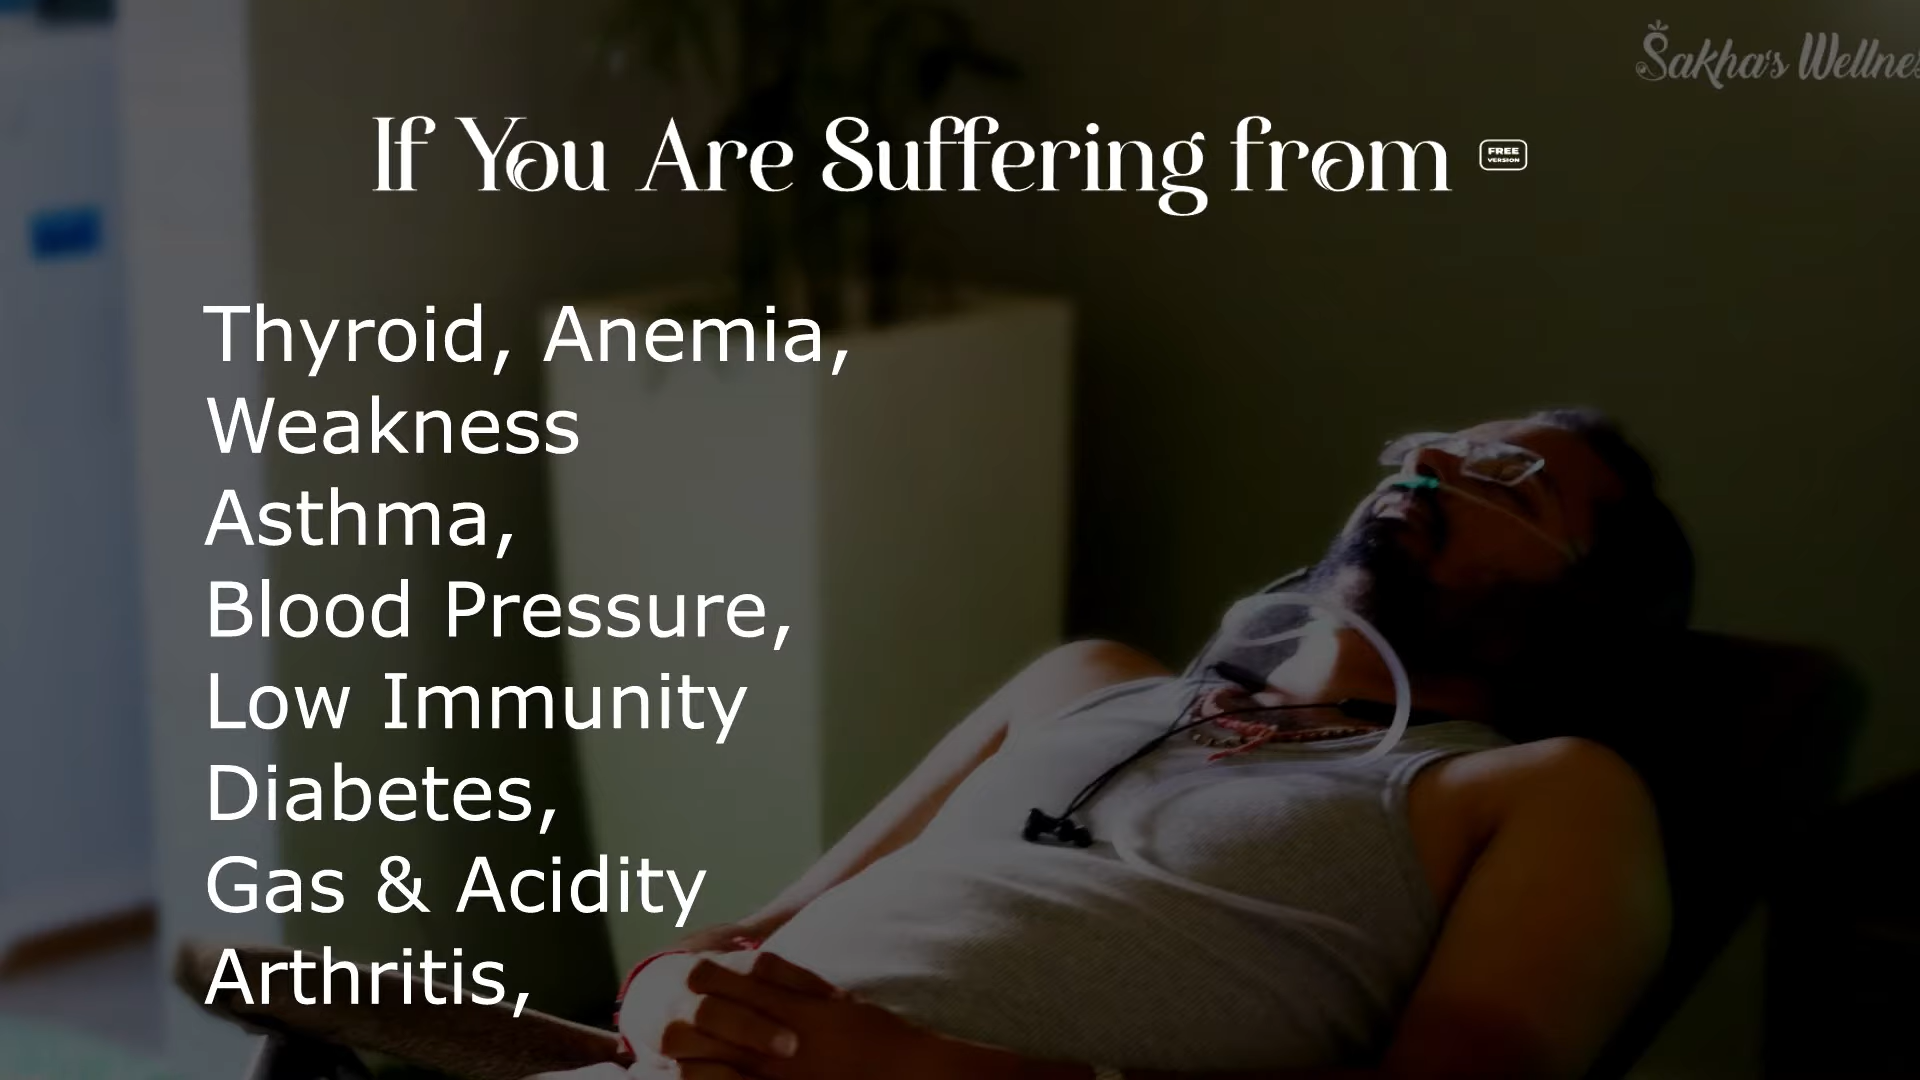 Sakha's Wellnes
If You Are Suffering from
FREE
VERSION
Thyroid, Anemia,
Weakness
Asthma,
Blood Pressure,
Low Immunity
Diabetes,
Gas & Acidity
Arthritis,